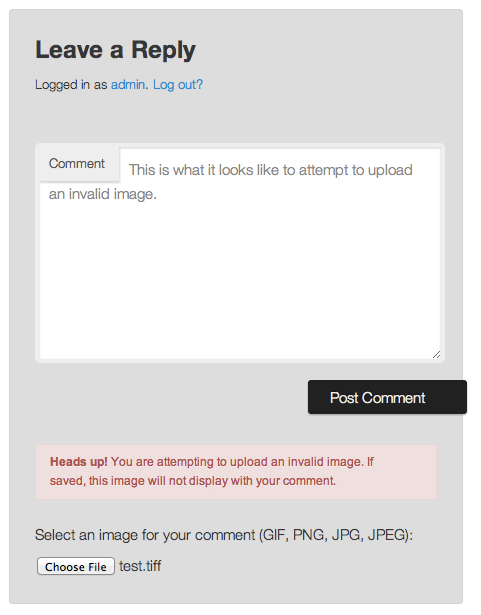 Leave a Reply
Logged in as admin. Log out?
Comment
This is what it looks like to attempt to upload
an invalid image.
Post Comment
Heads up! You are attempting to upload an invalid image. If
saved, this image will not display with your comment.
Select an image for your comment (GIF, PNG, JPG, JPEG):
Choose File test.tiff